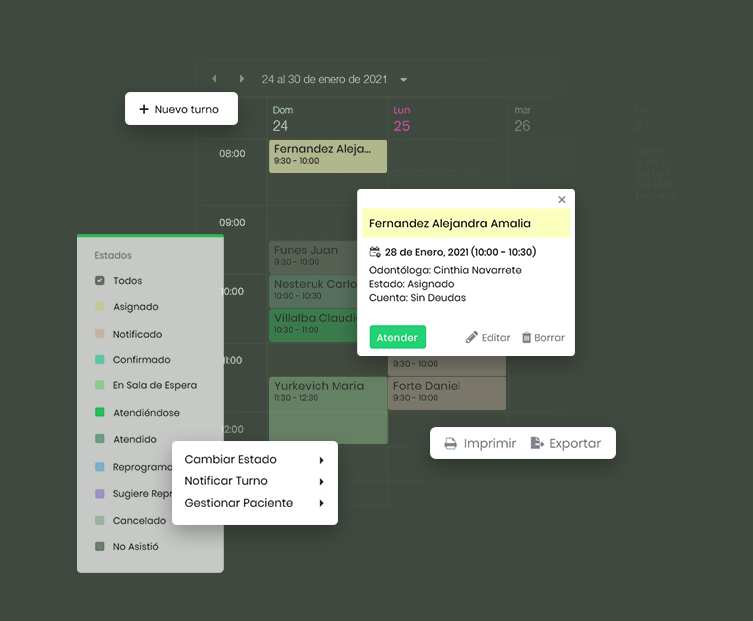 24 al 30 de enero de 2021
+ Nuevo turno
Dom
24
Lun
25
mar
26
27
08:00
Fernandez Aleja...
9:30 - 10:00
09:00
Funes Juan
9:30 - 10:00
10:00
Nesteruk Carlo
10:00 - 10:30
Villalba Claudi
10:30 - 11:00
11:00
9:30 - 10:00
Yurkevich Maria
11:30 - 12:30
Forte Daniel
9:30 - 10:00
12:00
Fernandez Alejandra Amalia
28 de Enero, 2021 (10:00 - 10:30)
Odontóloga: Cinthia Navarrete
Estado: Asignado
Cuenta: Sin Deudas
Atender
Editar
Borrar
Estados
Todos
Asignado
Notificado
Confirmado
En Sala de Espera
Atendiéndose
Atendido
Reprograma
Sugiere Repr
Cancelado
No Asistió
Cambiar Estado
Notificar Turno
Gestionar Paciente
Imprimir
Exportar